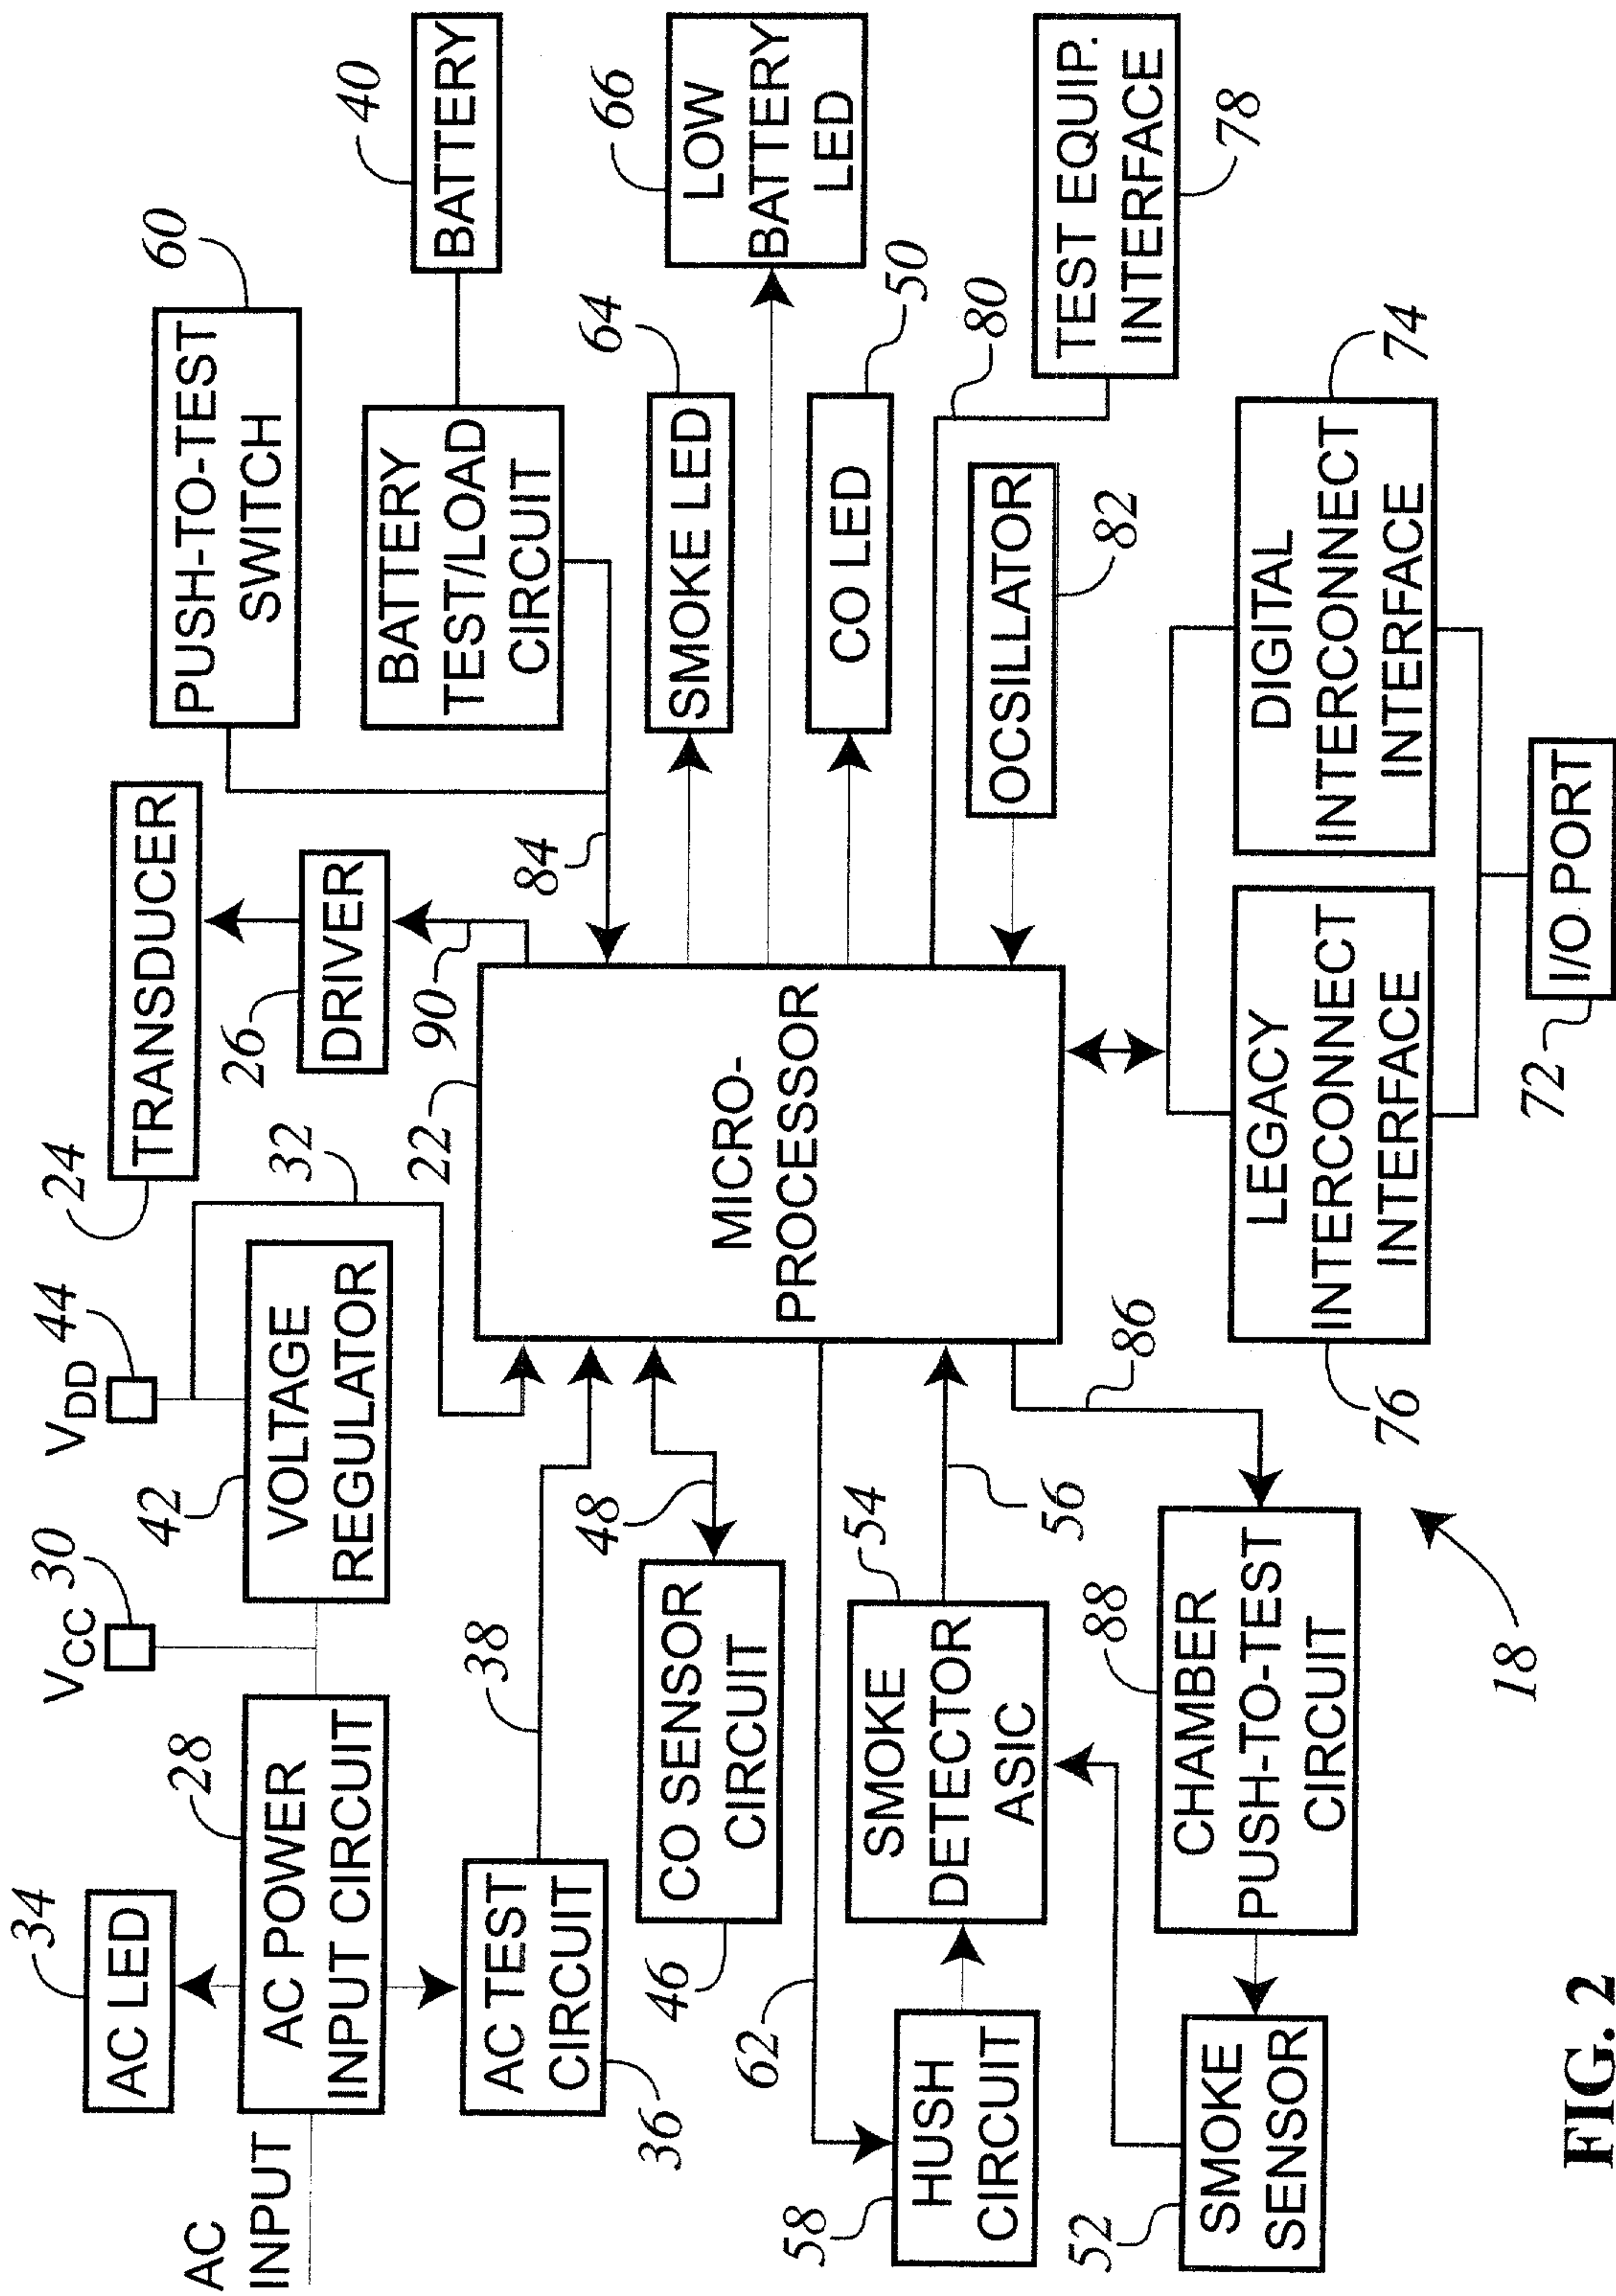 24
TRANSDUCER
60
PUSH-TO-TEST
SWITCH
40
BATTERY
34
AC LED
VCC
30
VDD
44
32
26
DRIVER
BATTERY
TEST/LOAD
CIRCUIT
AC
INPUT
28
AC POWER
INPUT CIRCUIT
42
VOLTAGE
REGULATOR
90
84
64
SMOKE LED
66
LOW
BATTERY
LED
36
AC TEST
CIRCUIT
38
22
MICRO-
PROCESSOR
50
CO LED
46
CO SENSOR
CIRCUIT
48
80
TEST EQUIP.
INTERFACE
78
62
54
SMOKE
DETECTOR
ASIC
56
OCSILLATOR
82
58
HUSH
CIRCUIT
86
52
SMOKE
SENSOR
88
CHAMBER
PUSH-TO-TEST
CIRCUIT
76
LEGACY
INTERCONNECT
INTERFACE
DIGITAL
INTERCONNECT
INTERFACE
74
18
72
I/O PORT
FIG. 2